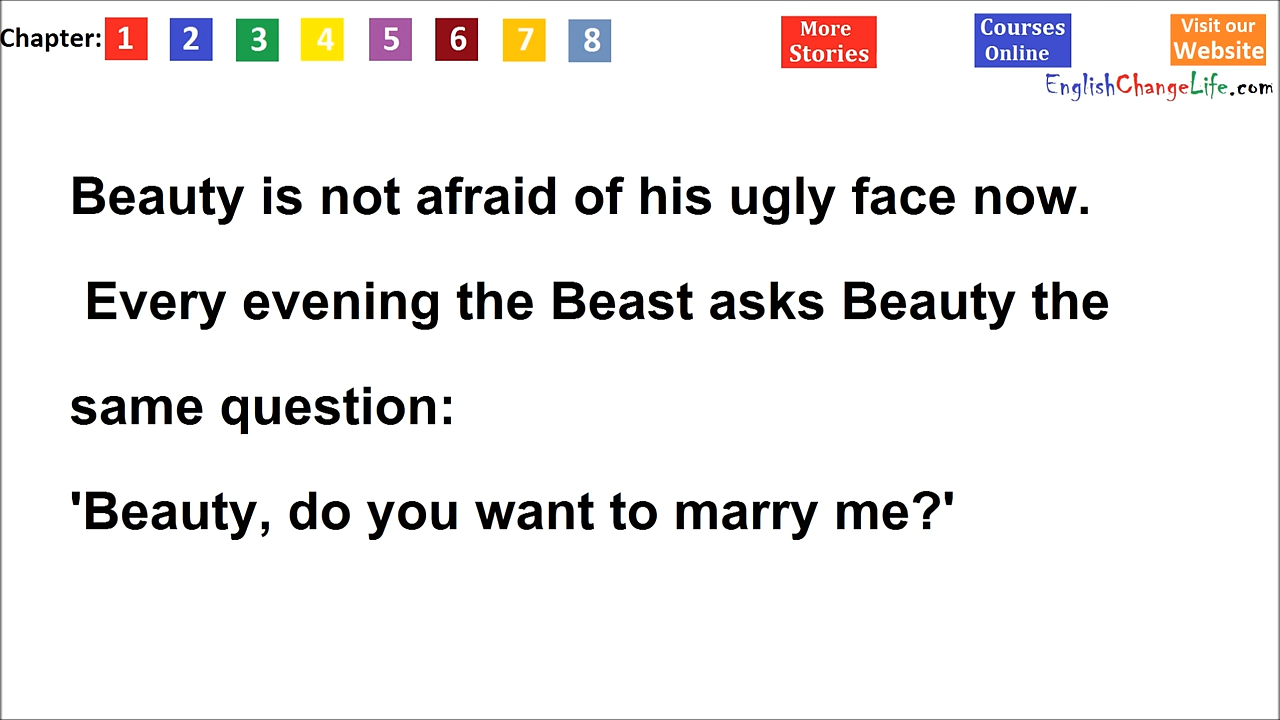 Chapter: 1 2 3 4 5 6 7 8
More Stories
Courses Online
Visit our Website
EnglishChangeLife.com
Beauty is not afraid of his ugly face now.
Every evening the Beast asks Beauty the
same question:
'Beauty, do you want to marry me?'